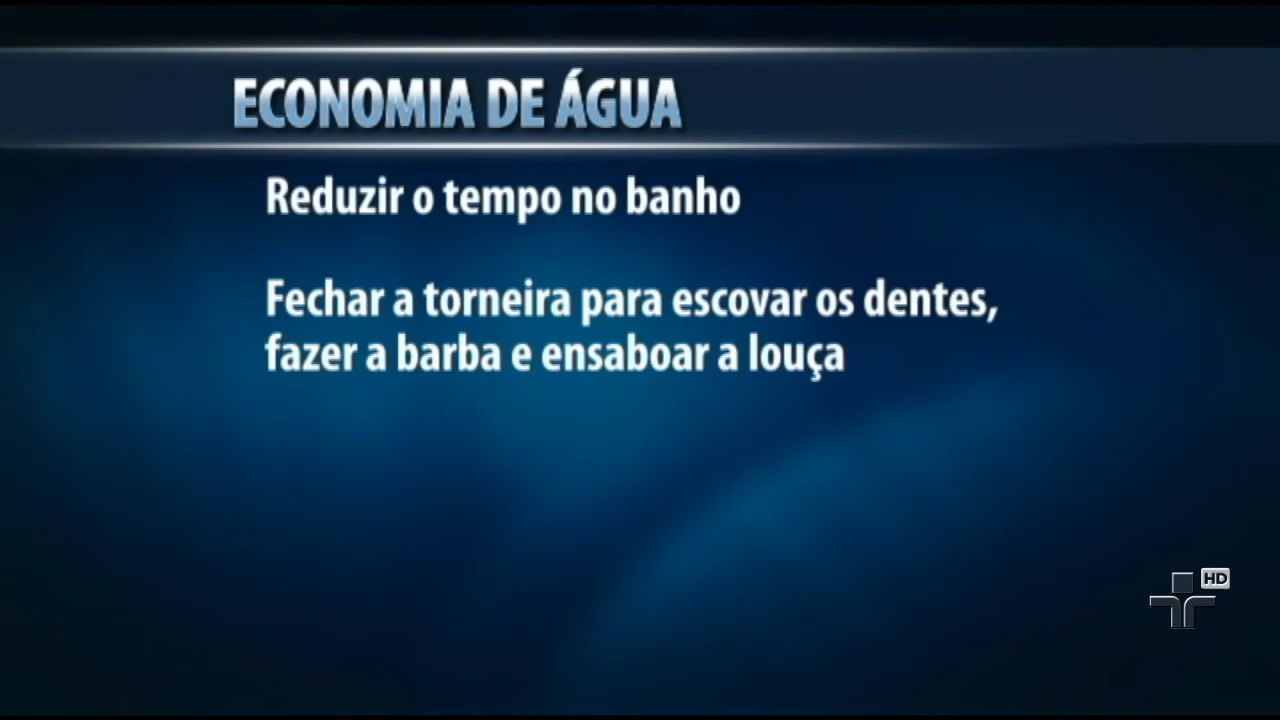 ECONOMIA DE ÁGUA
Reduzir o tempo no banho
Fechar a torneira para escovar os dentes,
fazer a barba e ensaboar a louça
HD